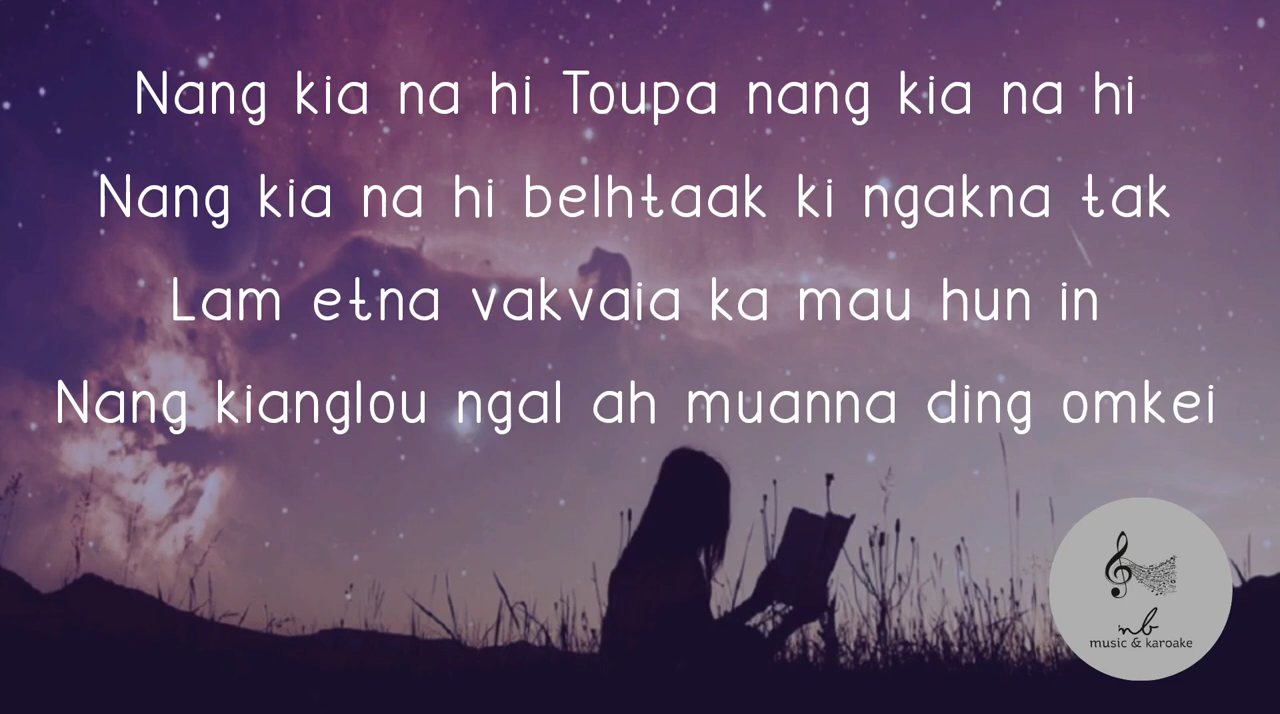 Nang kia na hi Toupa nang kia na hi
Nang kia na hi belhtaak ki ngakna tak
Lam etna vakvaia ka mau hun in
Nang kianglou ngal ah muanna ding omkei
nb
music & karoake